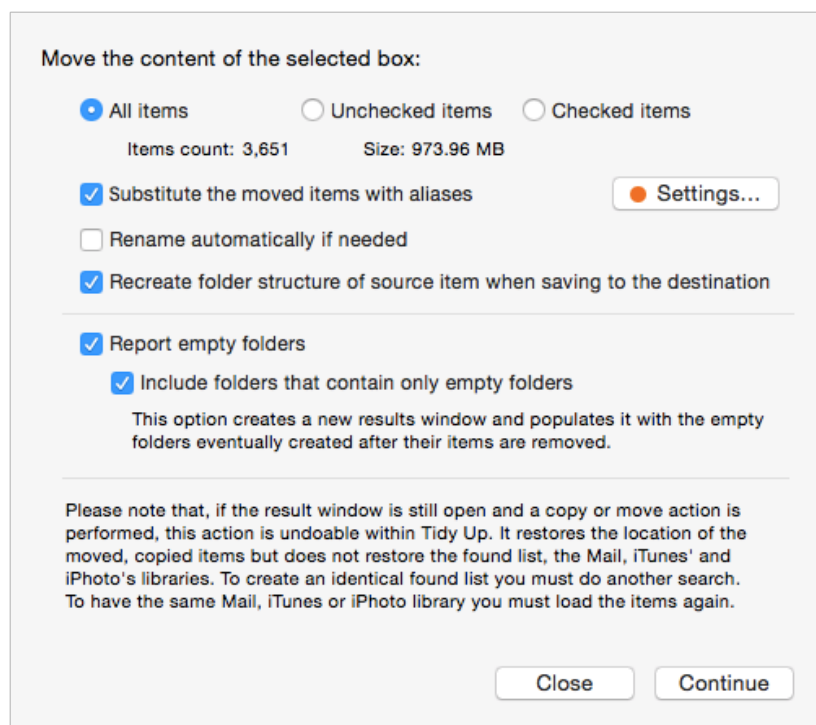 Move the content of the selected box:
All items Unchecked items Checked items
Items count: 3,651 Size: 973.96 MB
Substitute the moved items with aliases Settings...
Rename automatically if needed
Recreate folder structure of source item when saving to the destination
Report empty folders
Include folders that contain only empty folders
This option creates a new results window and populates it with the empty
folders eventually created after their items are removed.
Please note that, if the result window is still open and a copy or move action is
performed, this action is undoable within Tidy Up. It restores the location of the
moved, copied items but does not restore the found list, the Mail, iTunes' and
iPhoto's libraries. To create an identical found list you must do another search.
To have the same Mail, iTunes or iPhoto library you must load the items again.
Close Continue